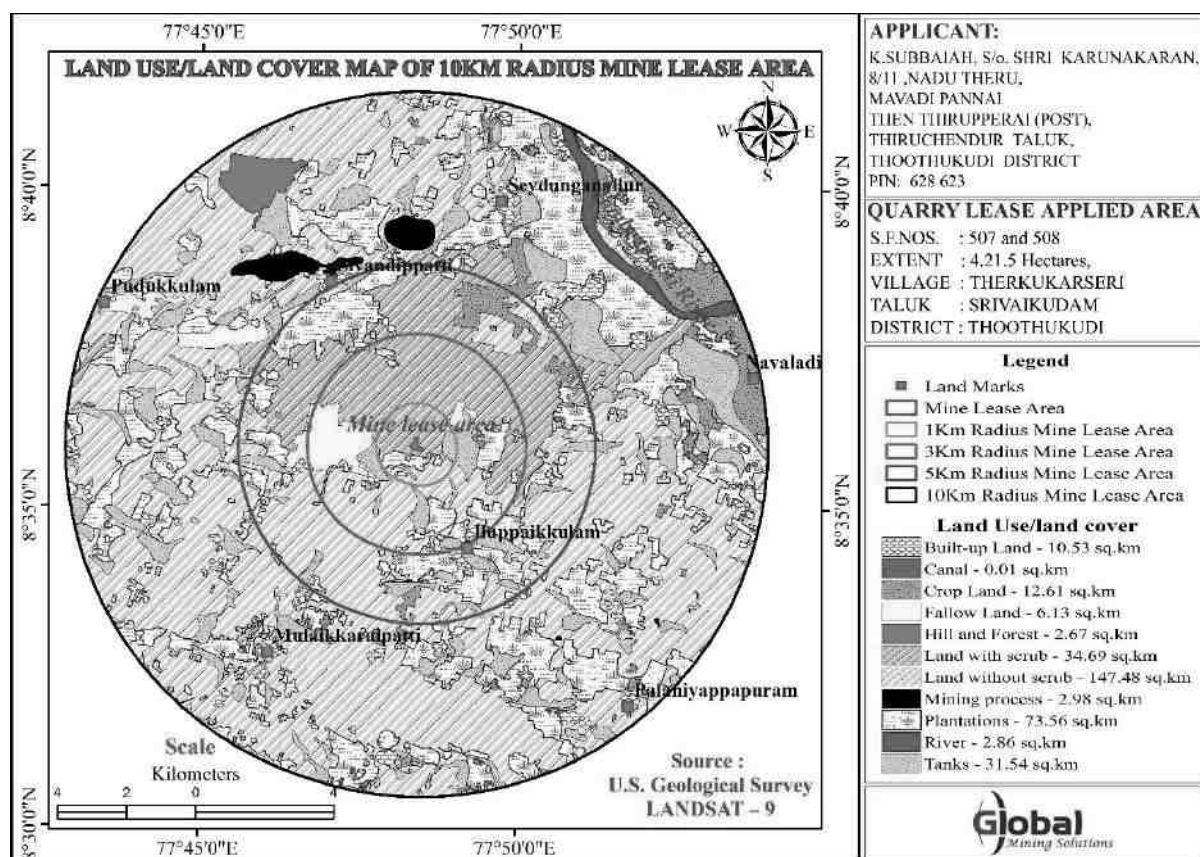 77°45'0"E 77°50'0"E
LAND USE/LAND COVER MAP OF 10KM RADIUS MINE LEASE AREA
N
W E
S
8°40'0"N 8°40'0"N
Seydunganallur
Pudukkulam
Navaladi
Mine lease area
8°35'0"N 8°35'0"N
Iluppaikkulam
Mulaikkaraipatti
Palaniyappapuram
Scale
Kilometers
4 2 0 4
Source :
U.S. Geological Survey
LANDSAT – 9
8°30'0"N 8°30'0"N
77°45'0"E 77°50'0"E
APPLICANT:
K.SUBBAIAH, S/o. SHRI KARUNAKARAN,
8/11 ,NADU THERU,
MAVADI PANNAI
THEN THIRUPPERAI (POST),
THIRUCHENDUR TALUK,
THOOTHUKUDI DISTRICT
PIN: 628 623
QUARRY LEASE APPLIED AREA
S.F.NOS. : 507 and 508
EXTENT : 4,21.5 Hectares,
VILLAGE : THERKUKARSERI
TALUK : SRIVAIKUDAM
DISTRICT : THOOTHUKUDI
Legend
Land Marks
Mine Lease Area
1Km Radius Mine Lease Area
3Km Radius Mine Lease Area
5Km Radius Mine Lease Area
10Km Radius Mine Lease Area
Land Use/land cover
Built-up Land - 10.53 sq.km
Canal - 0.01 sq.km
Crop Land - 12.61 sq.km
Fallow Land - 6.13 sq.km
Hill and Forest - 2.67 sq.km
Land with scrub - 34.69 sq.km
Land without scrub - 147.48 sq.km
Mining process - 2.98 sq.km
Plantations - 73.56 sq.km
River - 2.86 sq.km
Tanks - 31.54 sq.km
Global
Mining Solutions